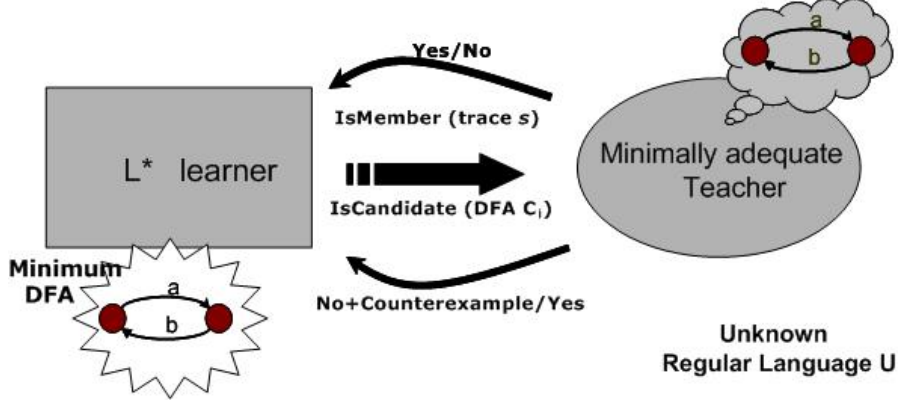 a
b
Yes/No
IsMember (trace s)
L* learner
Minimally adequate
Teacher
IsCandidate (DFA Cᵢ)
Minimum
DFA
a
b
No+Counterexample/Yes
Unknown
Regular Language U